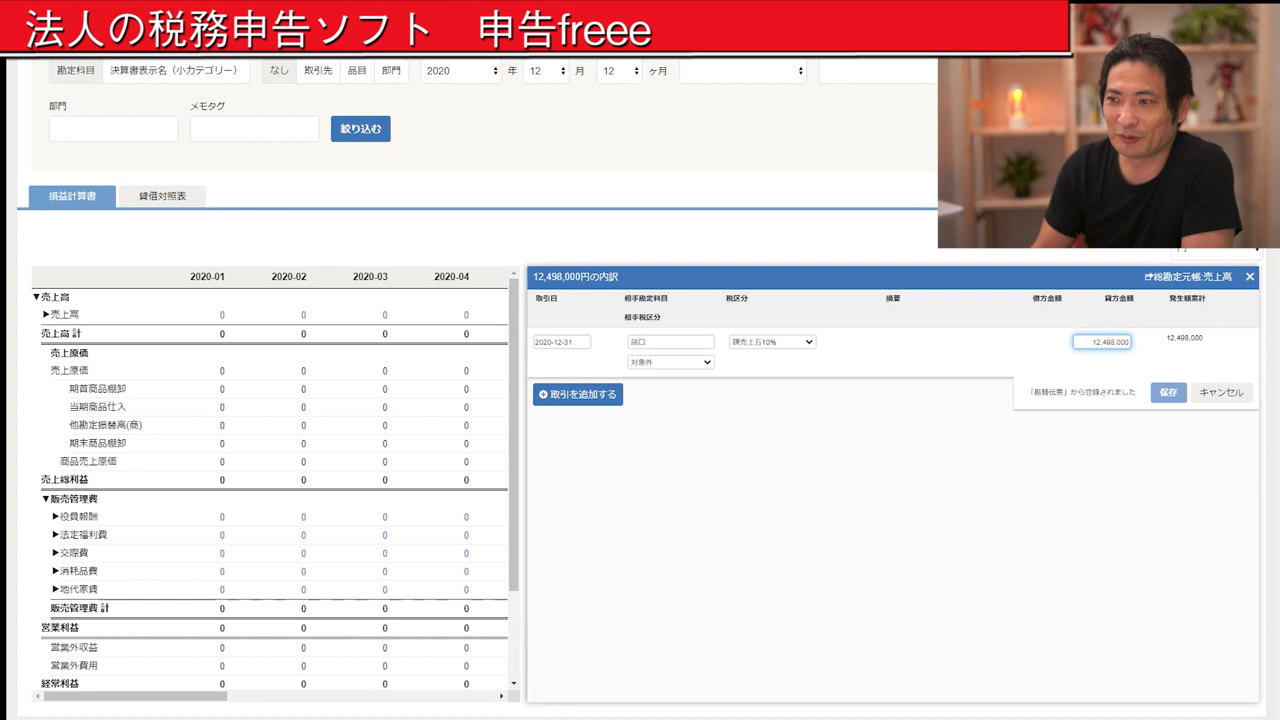 法人の税務申告ソフト 申告freee
勘定科目 決算書表示名（小カテゴリー） なし 取引先 品目 部門 2020 年 12 月 12 ヶ月
部門 メモタグ
絞り込む
損益計算書 貸借対照表
2020-01 2020-02 2020-03 2020-04
▼売上高
▶売上高 0 0 0 0
売上高 計 0 0 0 0
売上原価
売上原価 0 0 0 0
期首商品棚卸 0 0 0 0
当期商品仕入 0 0 0 0
他勘定振替高(商) 0 0 0 0
期末商品棚卸 0 0 0 0
商品売上原価 0 0 0 0
売上総利益 0 0 0 0
▼販売管理費
▶役員報酬 0 0 0 0
▶法定福利費 0 0 0 0
▶交際費 0 0 0 0
▶消耗品費 0 0 0 0
▶地代家賃 0 0 0 0
販売管理費 計 0 0 0 0
営業利益 0 0 0 0
営業外収益 0 0 0 0
営業外費用 0 0 0 0
経常利益 0 0 0 0
12,498,000円の内訳 総勘定元帳:売上高 ×
取引日 相手勘定科目 税区分 摘要 借方金額 貸方金額 発生額累計
相手税区分
2020-12-31 諸口 課売上五10% 12,498,000 12,498,000
対象外
取引を追加する 「振替伝票」から登録されました 保存 キャンセル